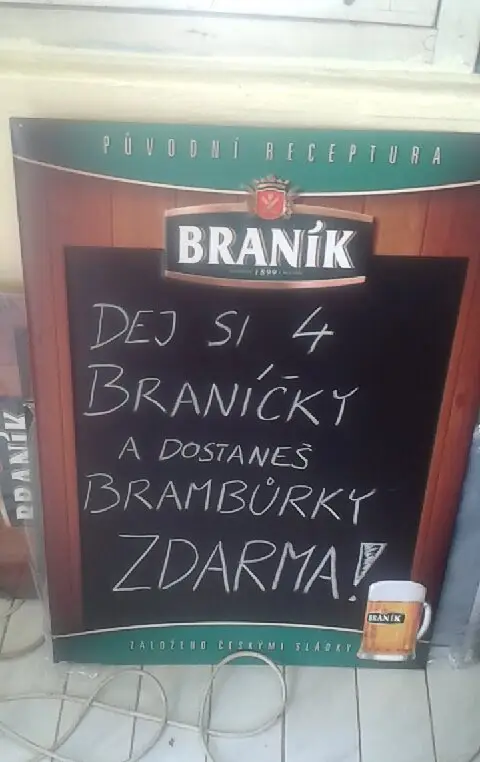 PŮVODNÍ RECEPTURA
BRANÍK
1899
DEJ SI 4
BRANÍČKY
A DOSTANEŠ
BRAMBŮRKY
ZDARMA!
BRANÍK
ZALOŽENO ČESKÝMI SLÁDKY
BRANÍK